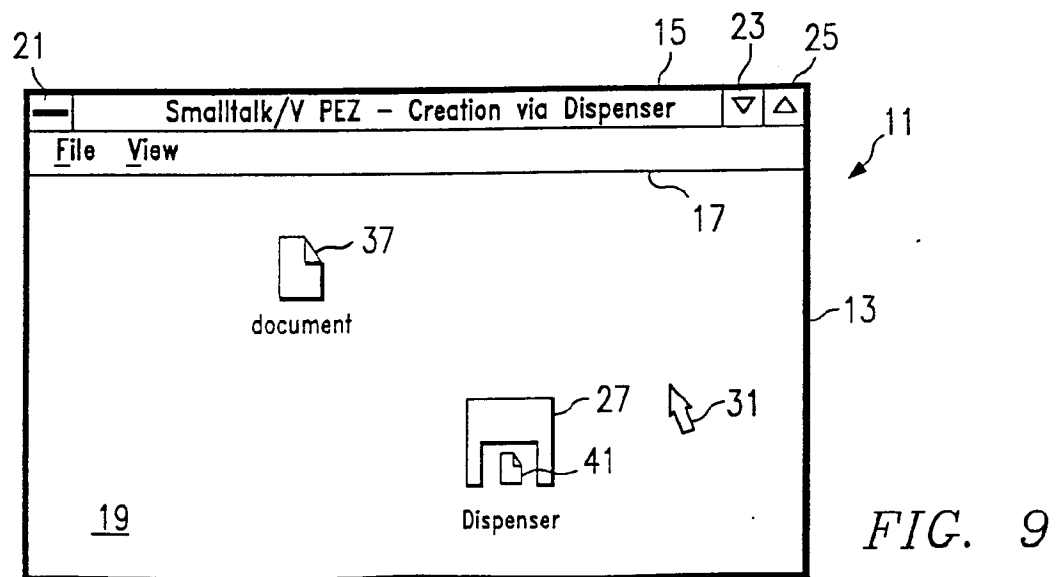 21
15
23
25
Smalltalk/V PEZ – Creation via Dispenser
File View
11
17
37
document
13
27
31
41
19
Dispenser
FIG. 9